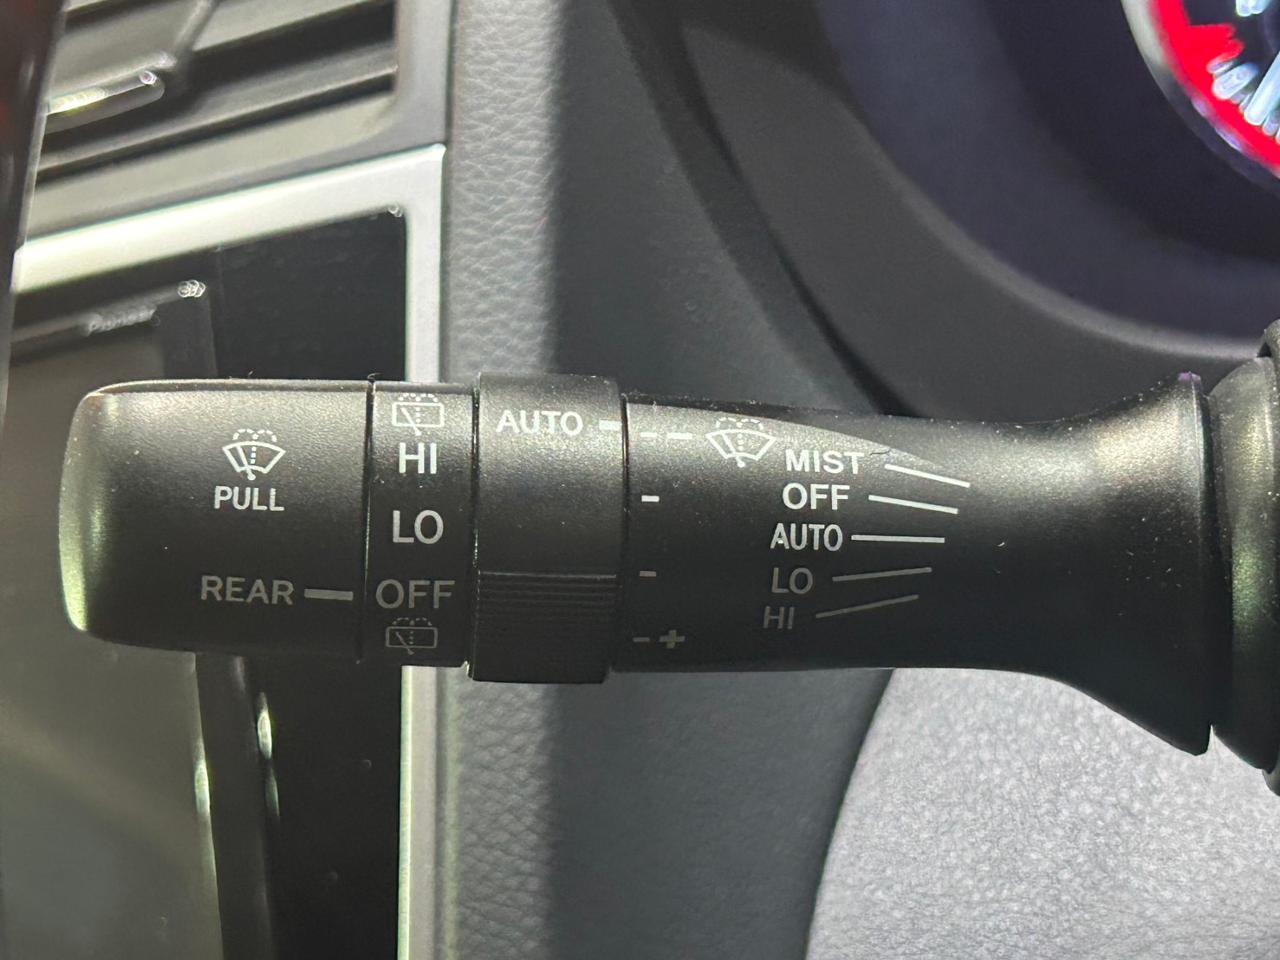 PULL
REAR
HI
LO
OFF
AUTO
- +
MIST
OFF
AUTO
LO
HI